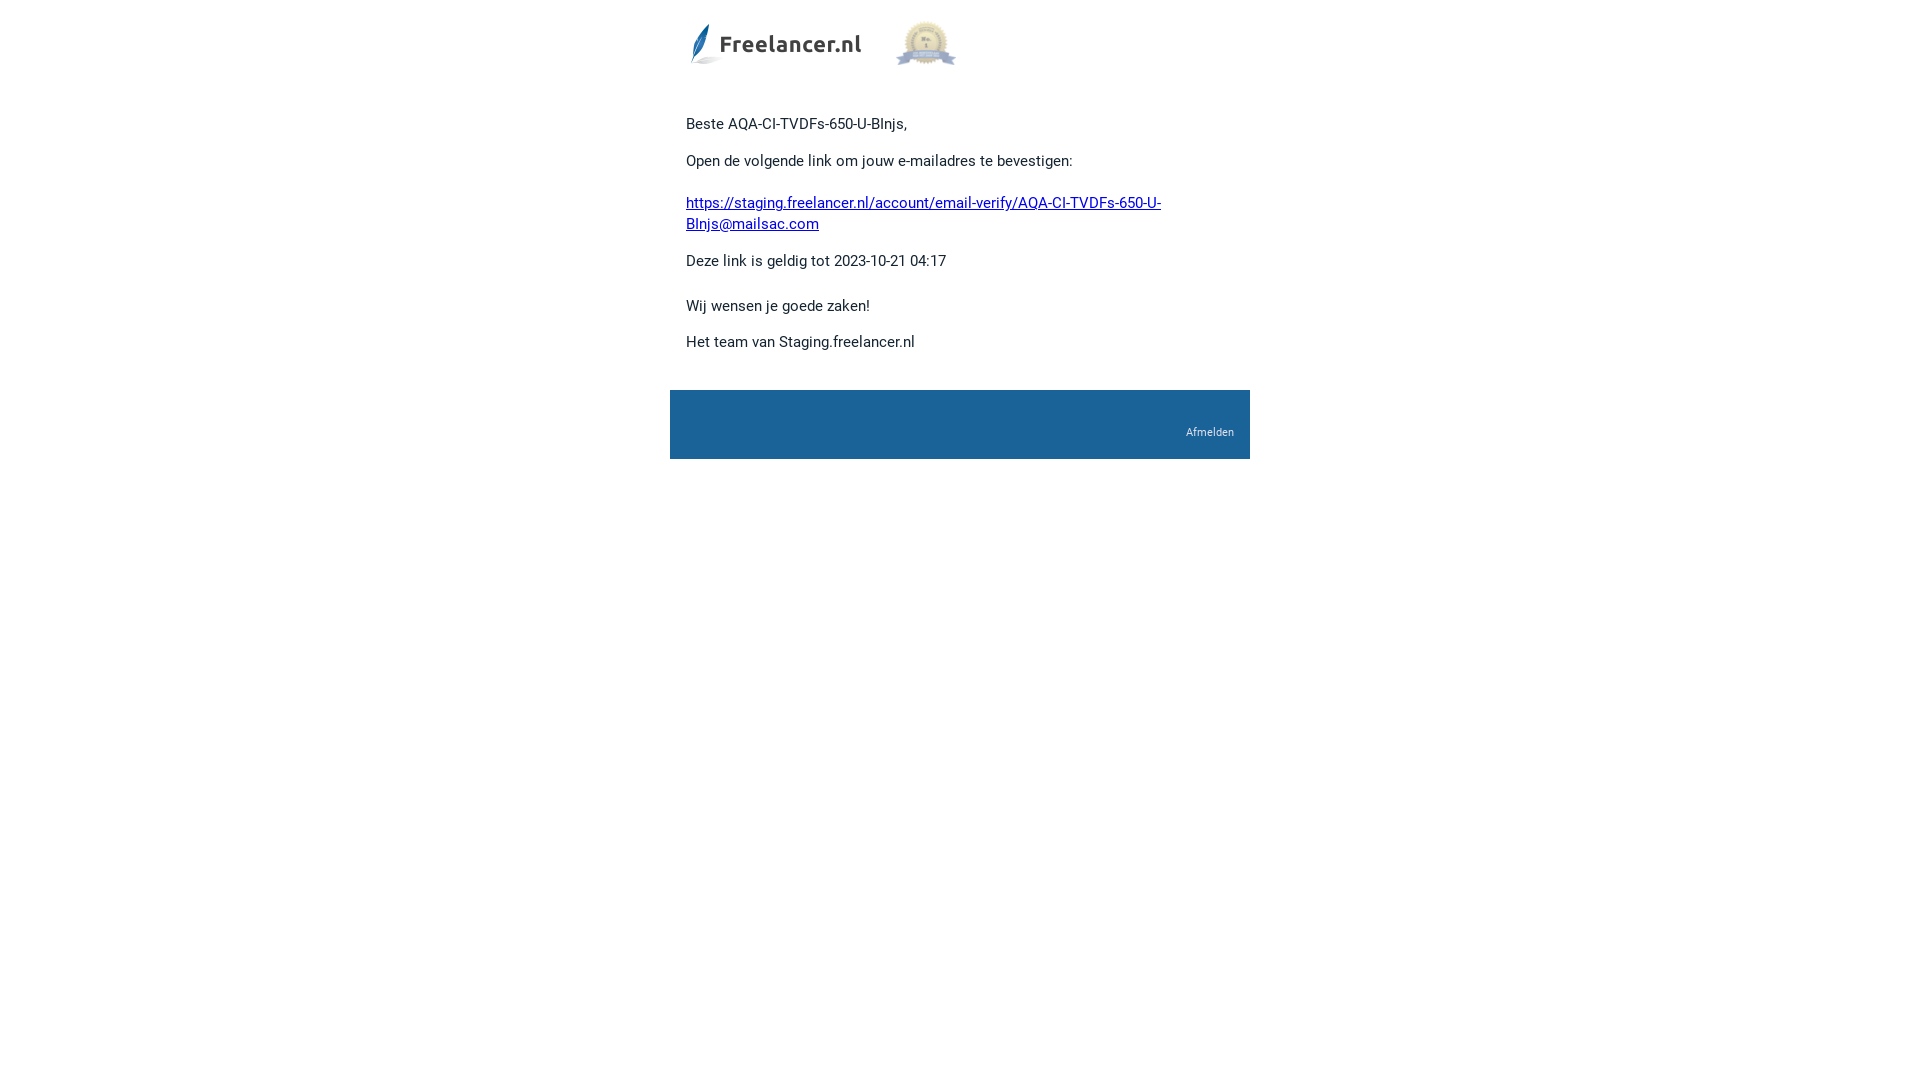 Freelancer.nl
Beste AQA-CI-TVDFs-650-U-BInjs,
Open de volgende link om jouw e-mailadres te bevestigen:
https://staging.freelancer.nl/account/email-verify/AQA-CI-TVDFs-650-U-
BInjs@mailsac.com
Deze link is geldig tot 2023-10-21 04:17
Wij wensen je goede zaken!
Het team van Staging.freelancer.nl
Afmelden